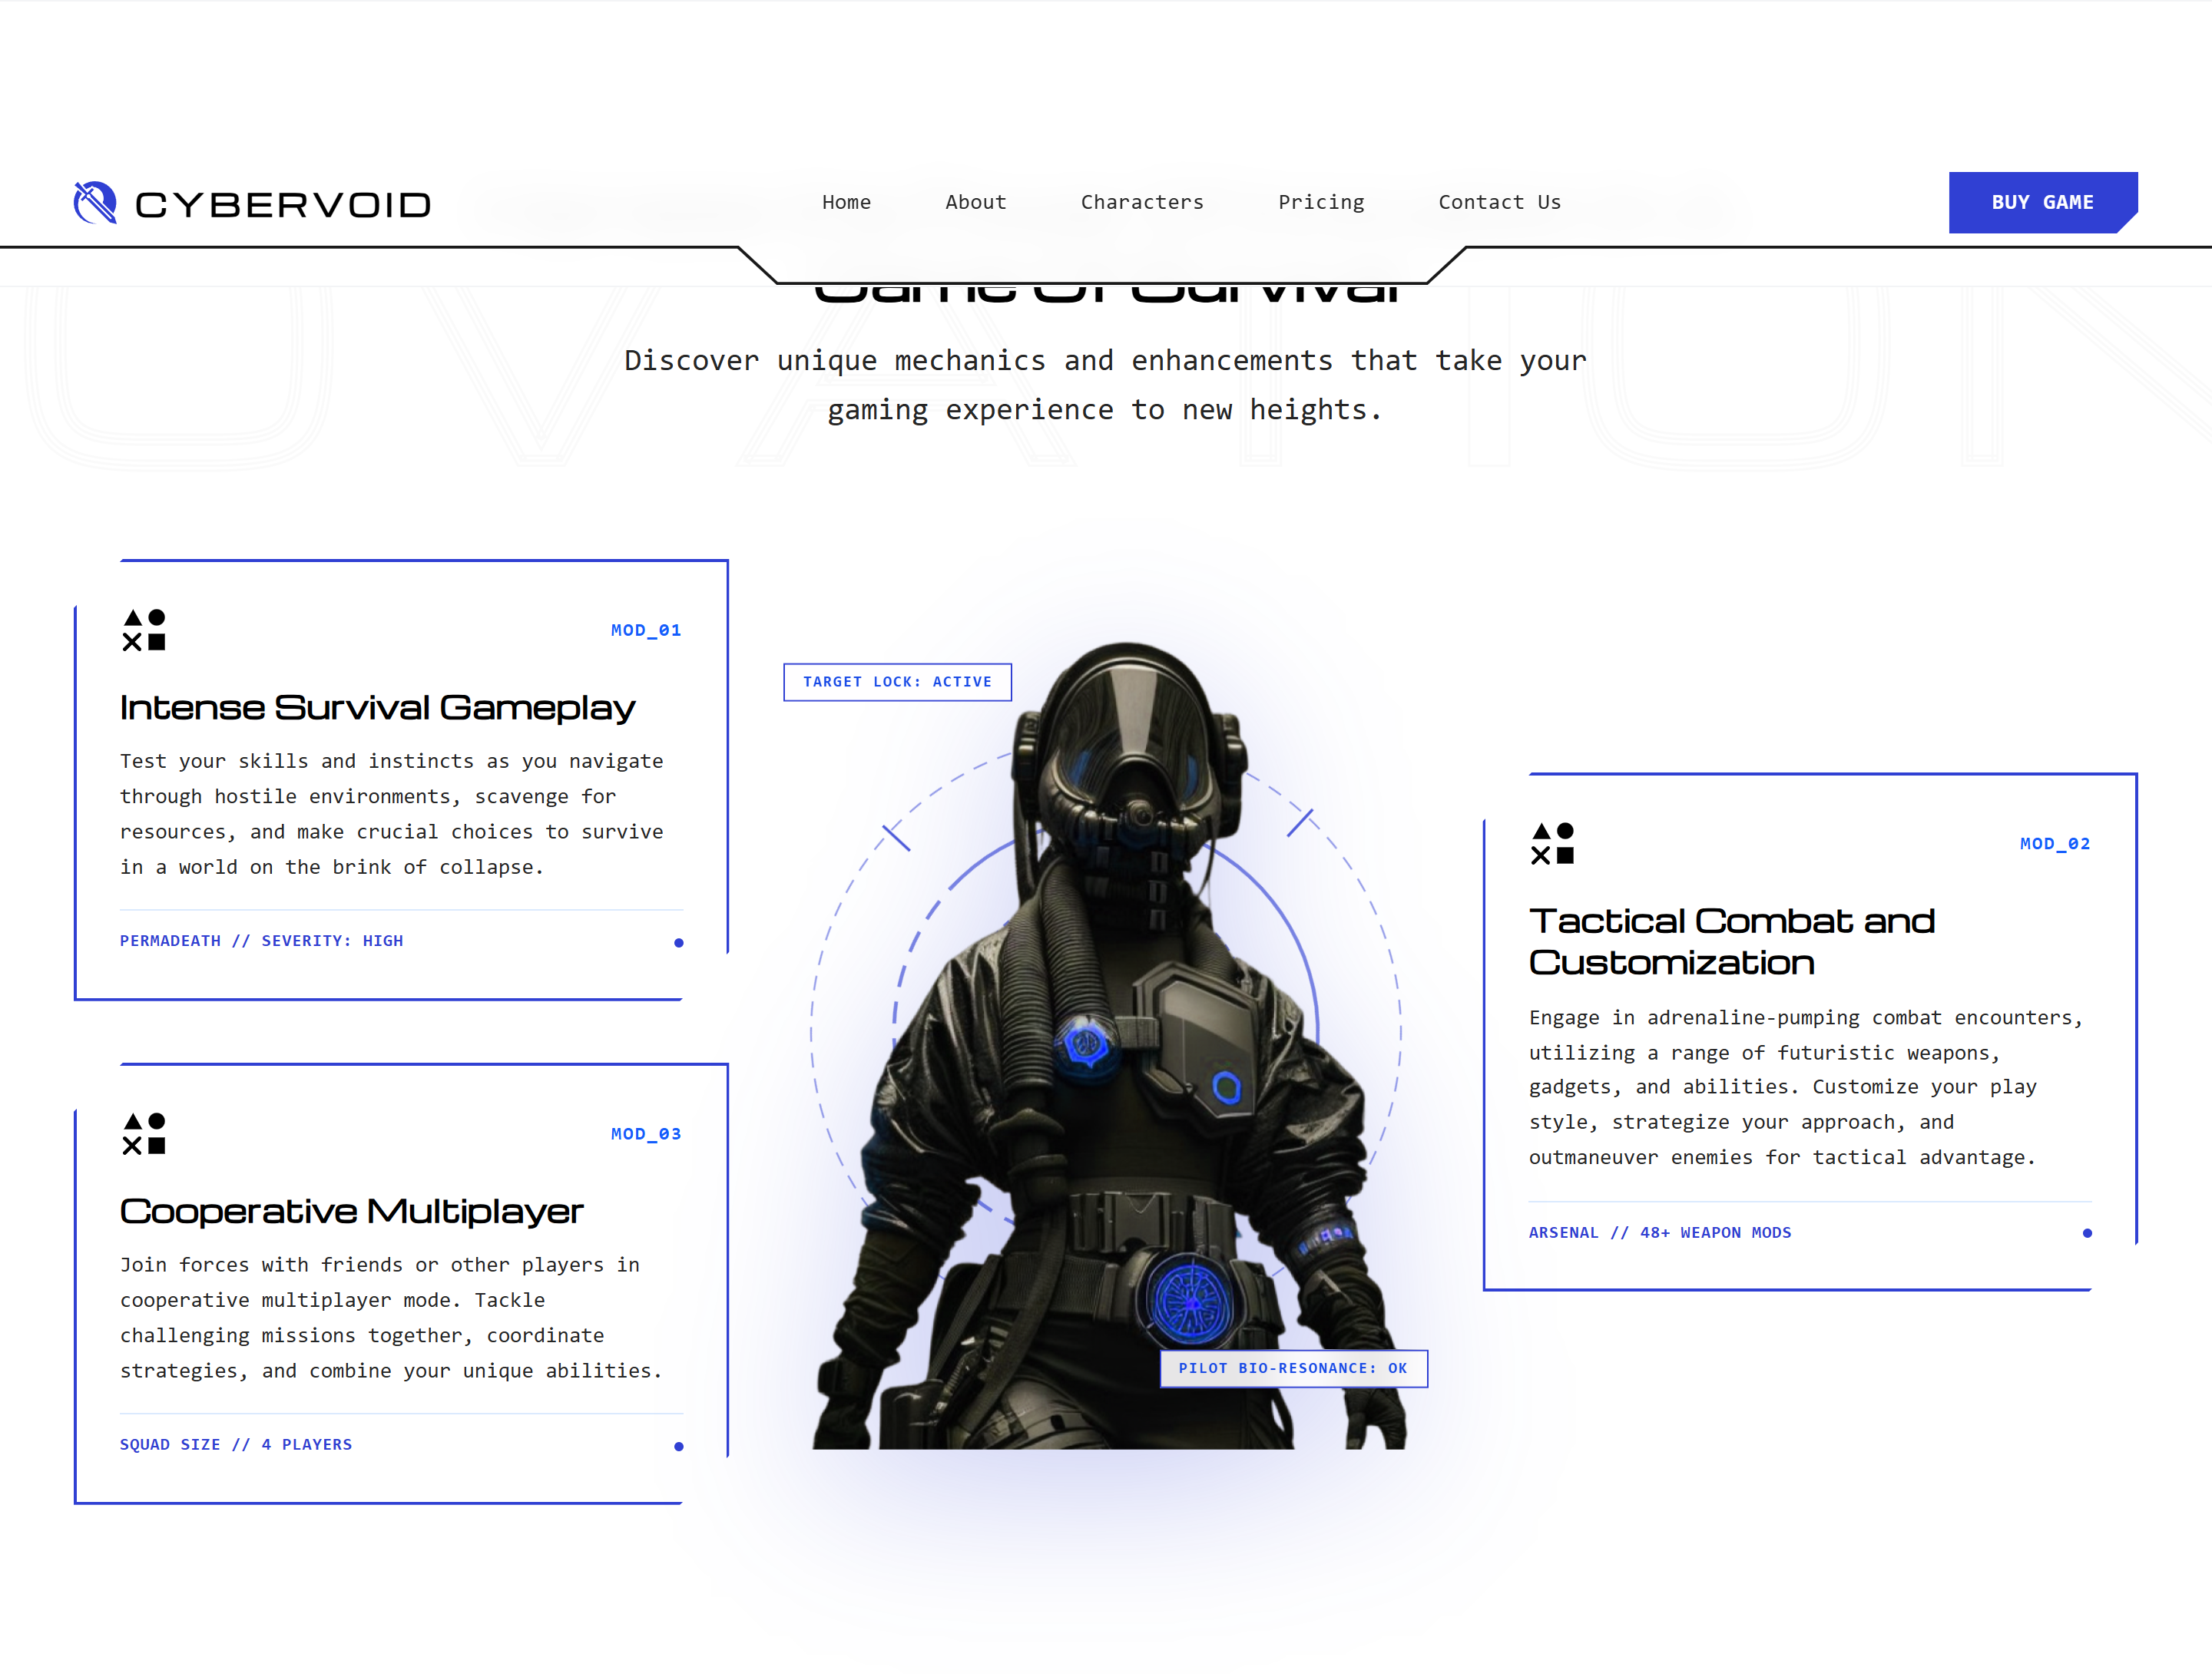 CYBERVOID
Home
About
Characters
Pricing
Contact Us
BUY GAME
Game Of Survival
OVATION
Discover unique mechanics and enhancements that take your
gaming experience to new heights.
MOD_01
Intense Survival Gameplay
Test your skills and instincts as you navigate
through hostile environments, scavenge for
resources, and make crucial choices to survive
in a world on the brink of collapse.
PERMADEATH // SEVERITY: HIGH
MOD_03
Cooperative Multiplayer
Join forces with friends or other players in
cooperative multiplayer mode. Tackle
challenging missions together, coordinate
strategies, and combine your unique abilities.
SQUAD SIZE // 4 PLAYERS
TARGET LOCK: ACTIVE
PILOT BIO-RESONANCE: OK
MOD_02
Tactical Combat and
Customization
Engage in adrenaline-pumping combat encounters,
utilizing a range of futuristic weapons,
gadgets, and abilities. Customize your play
style, strategize your approach, and
outmaneuver enemies for tactical advantage.
ARSENAL // 48+ WEAPON MODS